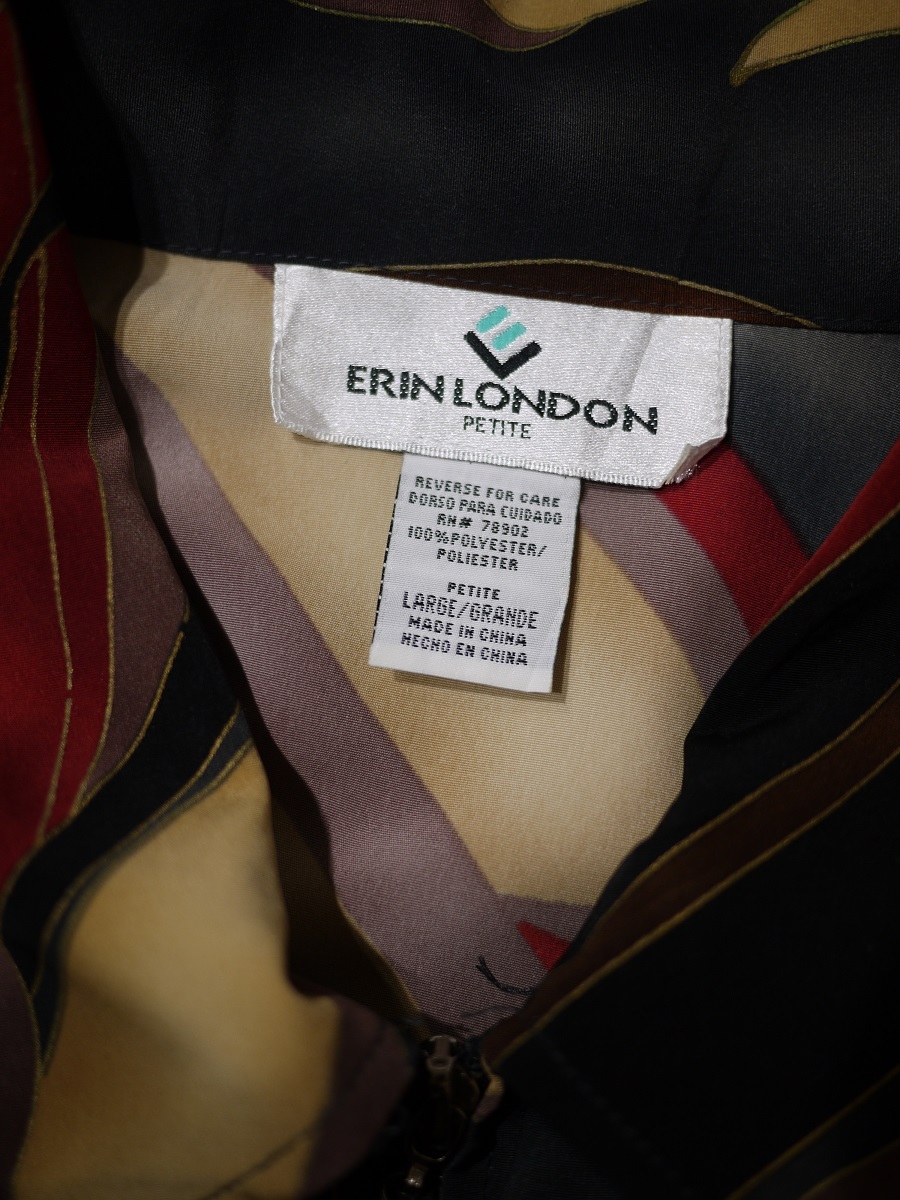 ERIN LONDON
PETITE
REVERSE FOR CARE
DORSO PARA CUIDADO
RN# 78902
100%POLYESTER/
POLIESTER
PETITE
LARGE/GRANDE
MADE IN CHINA
HECHO EN CHINA